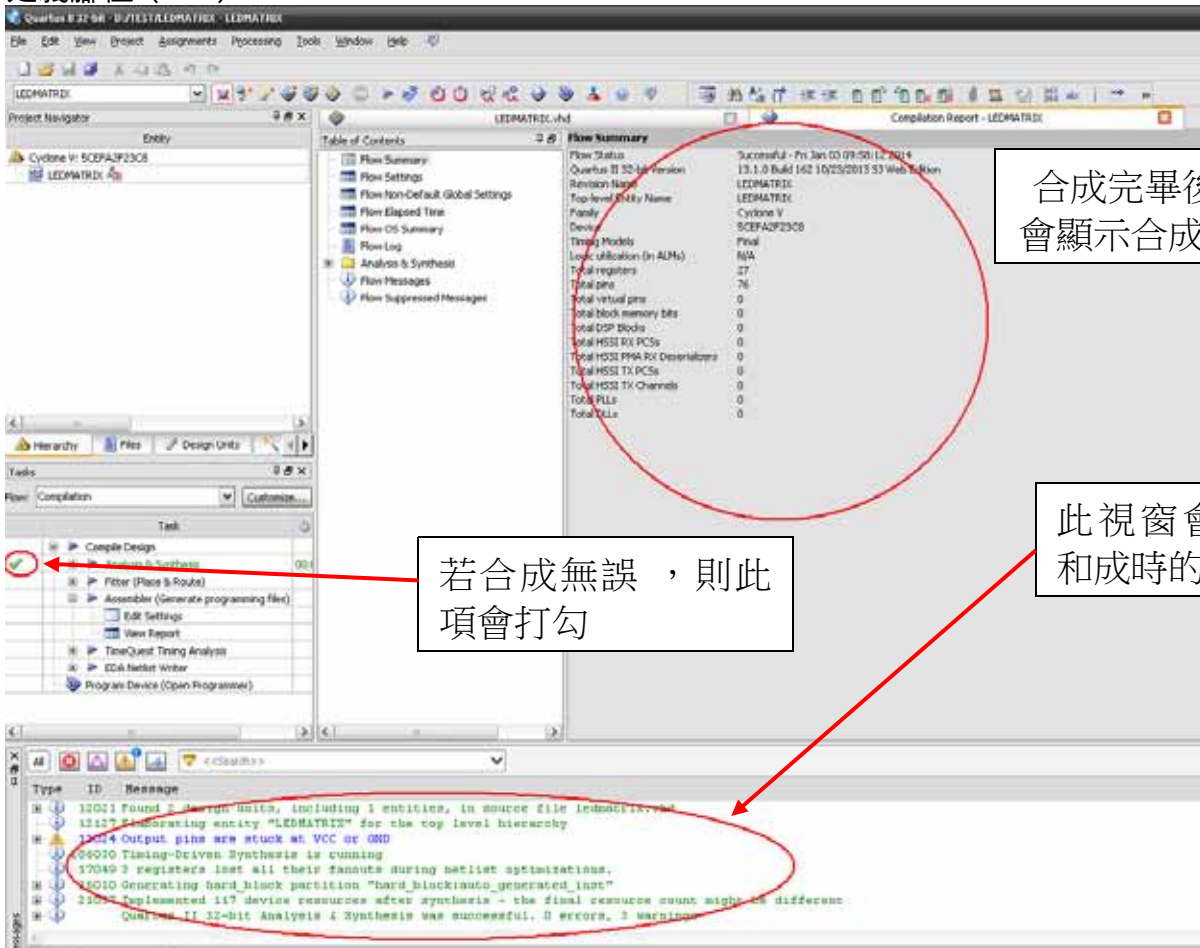 Quartus II 32-bit - D:/TEST/LEDMATRIX - LEDMATRIX
File Edit View Project Assignments Processing Tools Window Help
LEDMATRIX
Project Navigator
Entity
Cyclone V: 5CEFA2F23C8
LEDMATRIX
Hierarchy Files Design Units
Tasks
Flow: Compilation Customize...
Task
Compile Design
Analysis & Synthesis 00:
Fitter (Place & Route)
Assembler (Generate programming files)
Edit Settings
View Report
TimeQuest Timing Analysis
EDA Netlist Writer
Program Device (Open Programmer)
LEDMATRIX.vhd
Compilation Report - LEDMATRIX
Table of Contents
Flow Summary
Flow Settings
Flow Non-Default Global Settings
Flow Elapsed Time
Flow OS Summary
Flow Log
Analysis & Synthesis
Flow Messages
Flow Suppressed Messages
Flow Summary
Flow Status Successful - Fri Jan 03 09:58:12 2014
Quartus II 32-bit Version 13.1.0 Build 162 10/23/2013 SJ Web Edition
Revision Name LEDMATRIX
Top-level Entity Name LEDMATRIX
Family Cyclone V
Device 5CEFA2F23C8
Timing Models Final
Logic utilization (in ALMs) N/A
Total registers 27
Total pins 76
Total virtual pins 0
Total block memory bits 0
Total DSP Blocks 0
Total HSSI RX PCSs 0
Total HSSI PMA RX Deserializers 0
Total HSSI TX PCSs 0
Total HSSI TX Channels 0
Total PLLs 0
Total DLLs 0
合成完畢後
會顯示合成
此視窗會
和成時的
若合成無誤 ，則此
項會打勾
All <<Search>>
Type ID Message
12021 Found 2 design units, including 1 entities, in source file ledmatrix.vhd
12127 Elaborating entity "LEDMATRIX" for the top level hierarchy
13024 Output pins are stuck at VCC or GND
286030 Timing-Driven Synthesis is running
17049 3 registers lost all their fanouts during netlist optimizations.
16010 Generating hard_block partition "hard_block:auto_generated_inst"
21057 Implemented 117 device resources after synthesis - the final resource count might be different
Quartus II 32-bit Analysis & Synthesis was successful. 0 errors, 3 warnings